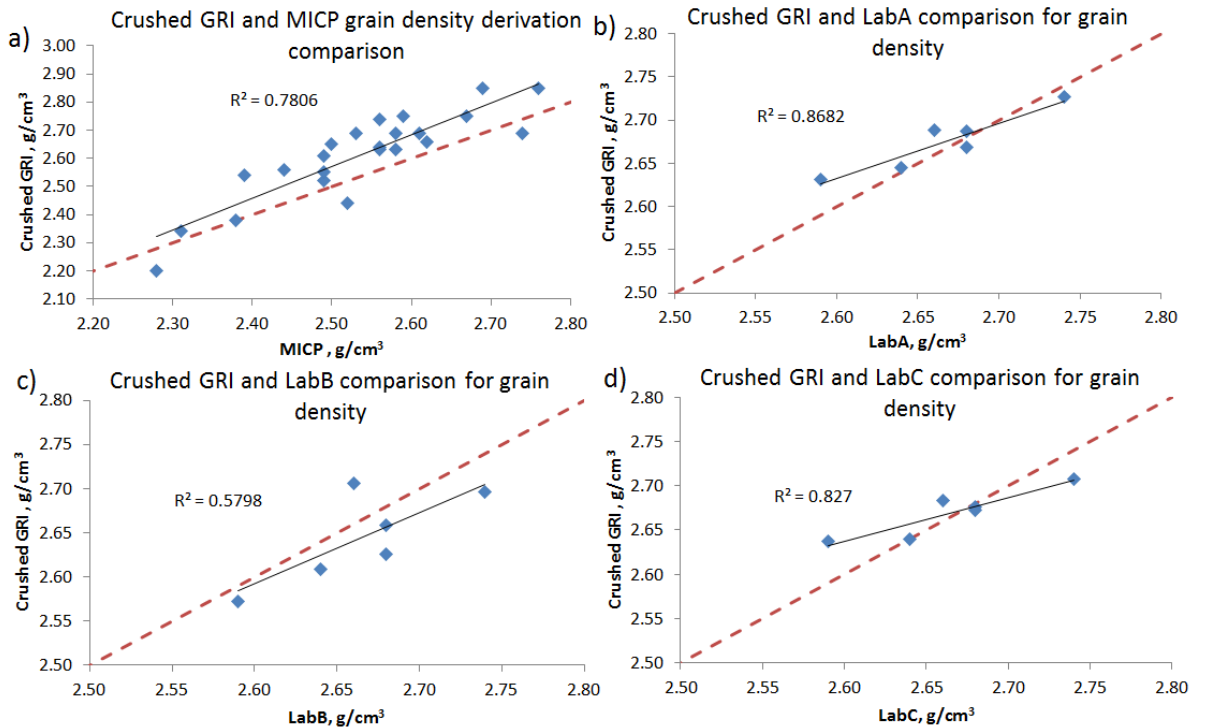 a)
Crushed GRI and MICP grain density derivation
comparison
3.00
2.90
2.80
2.70
2.60
2.50
2.40
2.30
2.20
2.10
Crushed GRI , g/cm³
R² = 0.7806
2.20 2.30 2.40 2.50 2.60 2.70 2.80
MICP , g/cm³
b)
Crushed GRI and LabA comparison for grain
density
2.80
2.75
2.70
2.65
2.60
2.55
2.50
Crushed GRI , g/cm³
R² = 0.8682
2.50 2.55 2.60 2.65 2.70 2.75 2.80
LabA, g/cm³
c)
Crushed GRI and LabB comparison for grain
density
2.80
2.75
2.70
2.65
2.60
2.55
2.50
Crushed GRI , g/cm³
R² = 0.5798
2.50 2.55 2.60 2.65 2.70 2.75 2.80
LabB, g/cm³
d)
Crushed GRI and LabC comparison for grain
density
2.80
2.75
2.70
2.65
2.60
2.55
2.50
Crushed GRI , g/cm³
R² = 0.827
2.50 2.55 2.60 2.65 2.70 2.75 2.80
LabC, g/cm³